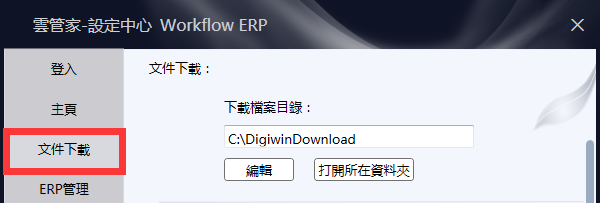 雲管家-設定中心 Workflow ERP
登入
主頁
文件下載
ERP管理
文件下載：
下載檔案目錄：
C:\DigiwinDownload
編輯
打開所在資料夾